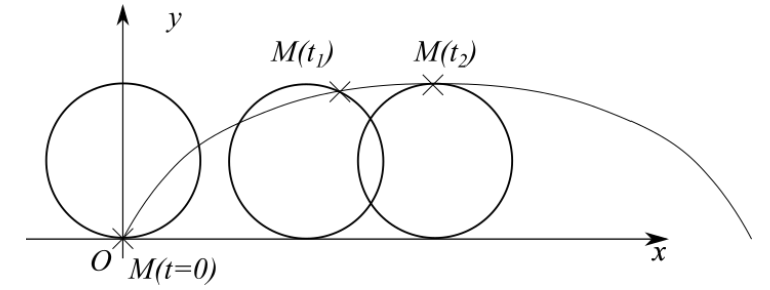 y
M(t₁) M(t₂)
O M(t=0) x